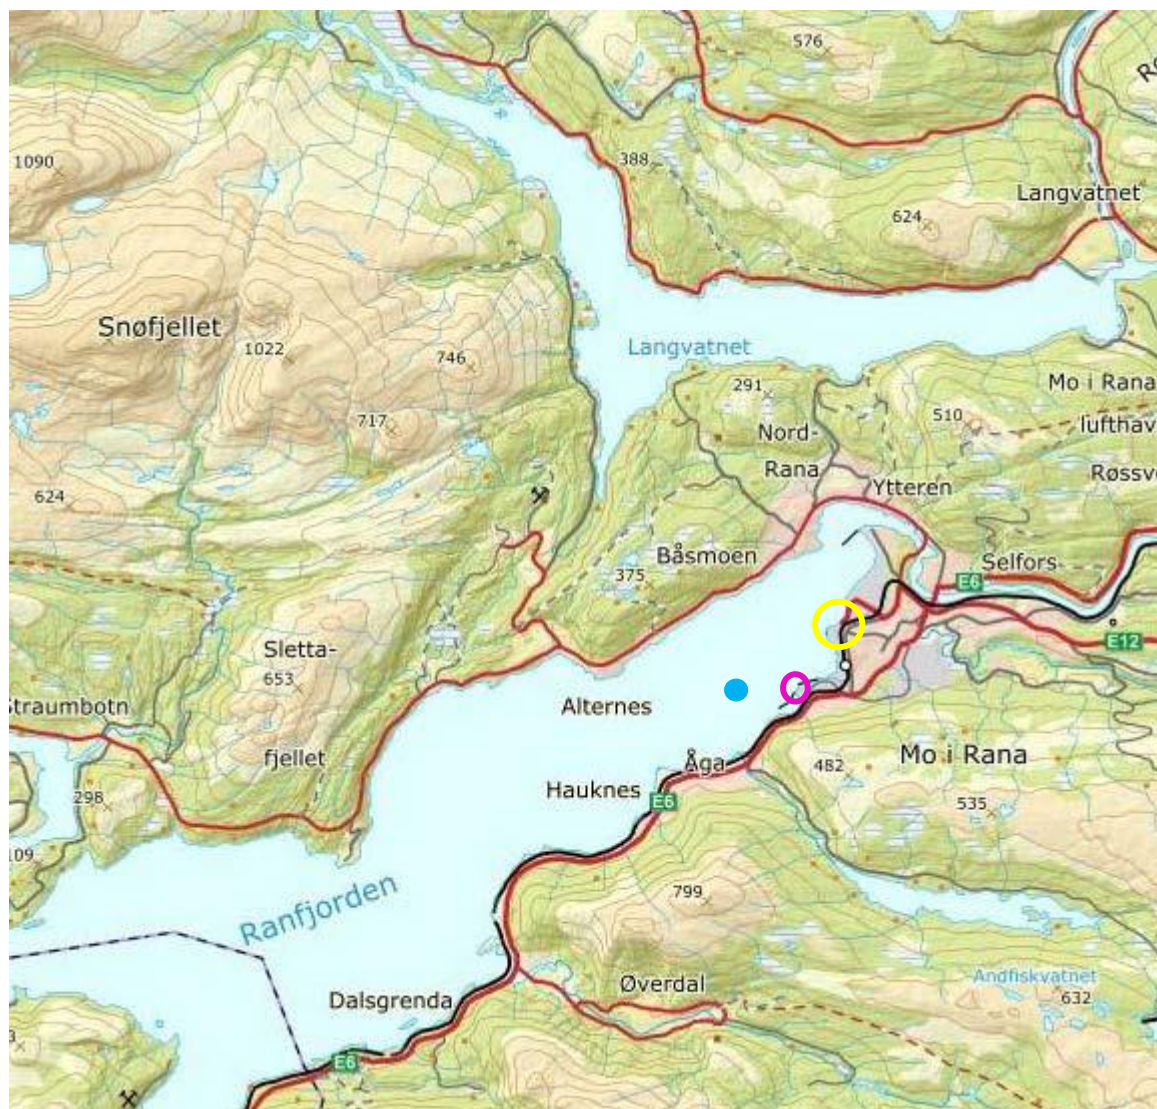 576
Ro
1090
388
Langvatnet
624
Snøfjellet
1022
746
Langvatnet
291
Mo i Rana
717
510
lufthav
Nord-
Rana
Røssv
624
Ytteren
Båsmoen
Selfors
375
E6
E12
Sletta-
653
Straumbotn
Alternes
fjellet
Åga
482
Mo i Rana
Hauknes
298
E6
535
109
799
Ranfjorden
Andfiskvatnet
Øverdal
632
Dalsgrenda
3
E6